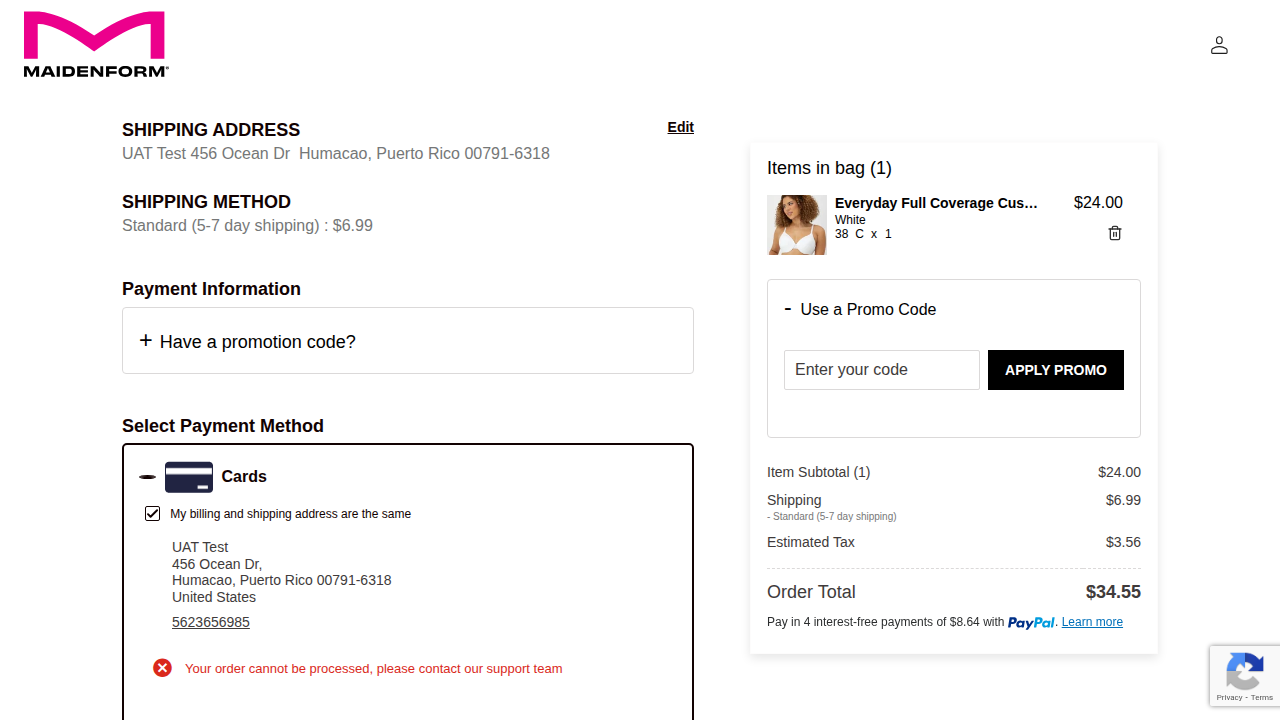 MAIDENFORM®
SHIPPING ADDRESS
Edit
UAT Test 456 Ocean Dr  Humacao, Puerto Rico 00791-6318
SHIPPING METHOD
Standard (5-7 day shipping) : $6.99
Payment Information
+ Have a promotion code?
Select Payment Method
Cards
My billing and shipping address are the same
UAT Test
456 Ocean Dr,
Humacao, Puerto Rico 00791-6318
United States
5623656985
Your order cannot be processed, please contact our support team
Items in bag (1)
Everyday Full Coverage Cus… $24.00
White
38 C x 1
- Use a Promo Code
Enter your code
APPLY PROMO
Item Subtotal (1) $24.00
Shipping $6.99
- Standard (5-7 day shipping)
Estimated Tax $3.56
Order Total $34.55
Pay in 4 interest-free payments of $8.64 with PayPal. Learn more
Privacy - Terms